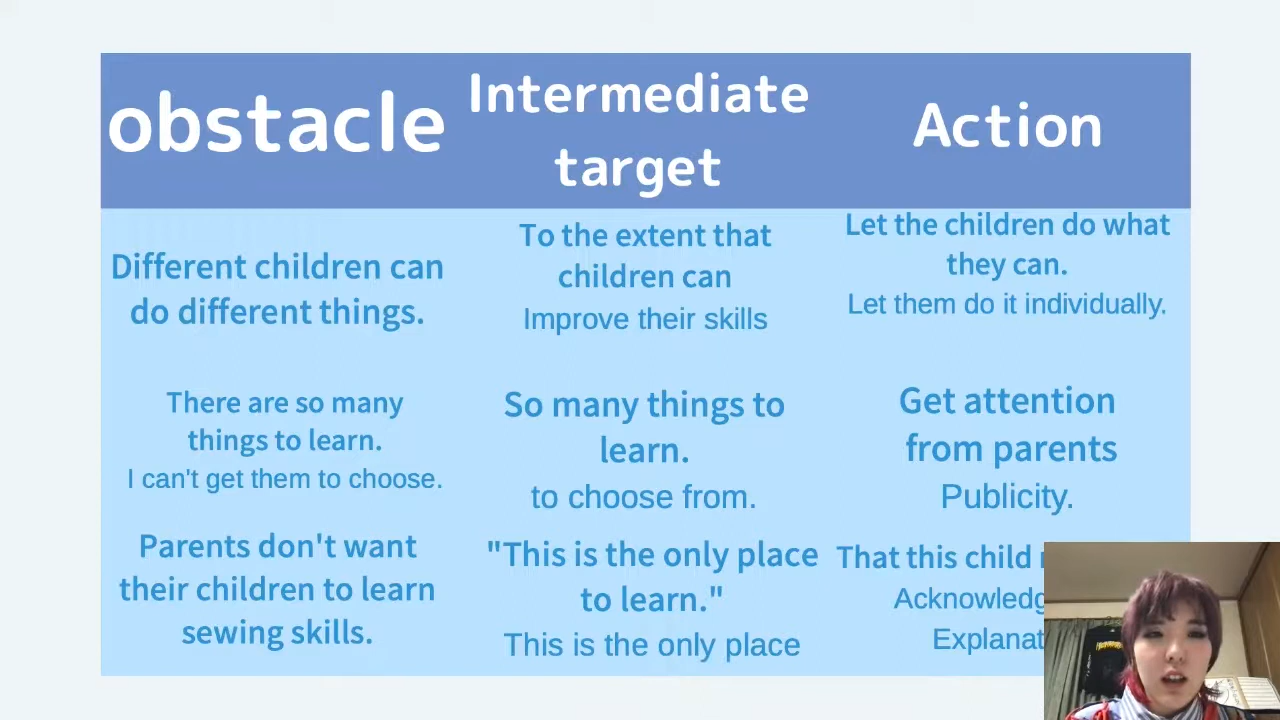 obstacle
Intermediate
target
Action
Different children can
do different things.
To the extent that
children can
Improve their skills
Let the children do what
they can.
Let them do it individually.
There are so many
things to learn.
I can't get them to choose.
So many things to
learn.
to choose from.
Get attention
from parents
Publicity.
Parents don't want
their children to learn
sewing skills.
"This is the only place
to learn."
This is the only place
That this child